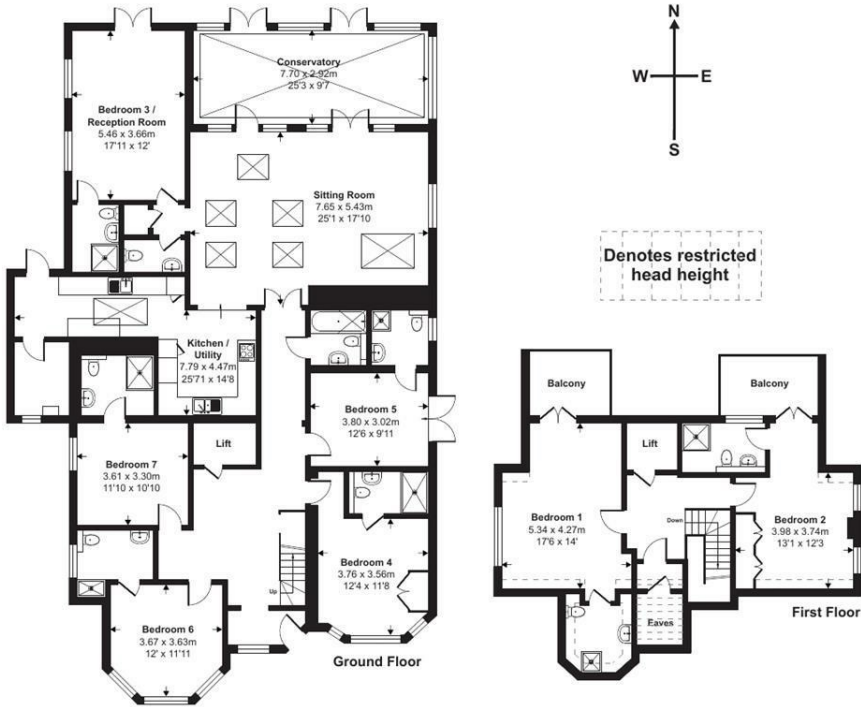 Conservatory
7.70 x 2.92m
25'3 x 9'7
Bedroom 3 /
Reception Room
5.46 x 3.66m
17'11 x 12'
Sitting Room
7.65 x 5.43m
25'1 x 17'10
Kitchen /
Utility
7.79 x 4.47m
25'71 x 14'8
Bedroom 5
3.80 x 3.02m
12'6 x 9'11
Lift
Bedroom 7
3.61 x 3.30m
11'10 x 10'10
Bedroom 4
3.76 x 3.56m
12'4 x 11'8
Up
Bedroom 6
3.67 x 3.63m
12' x 11'11
Ground Floor
N
W
E
S
Denotes restricted
head height
Balcony
Balcony
Lift
Bedroom 1
5.34 x 4.27m
17'6 x 14'
Down
Bedroom 2
3.98 x 3.74m
13'1 x 12'3
Eaves
First Floor